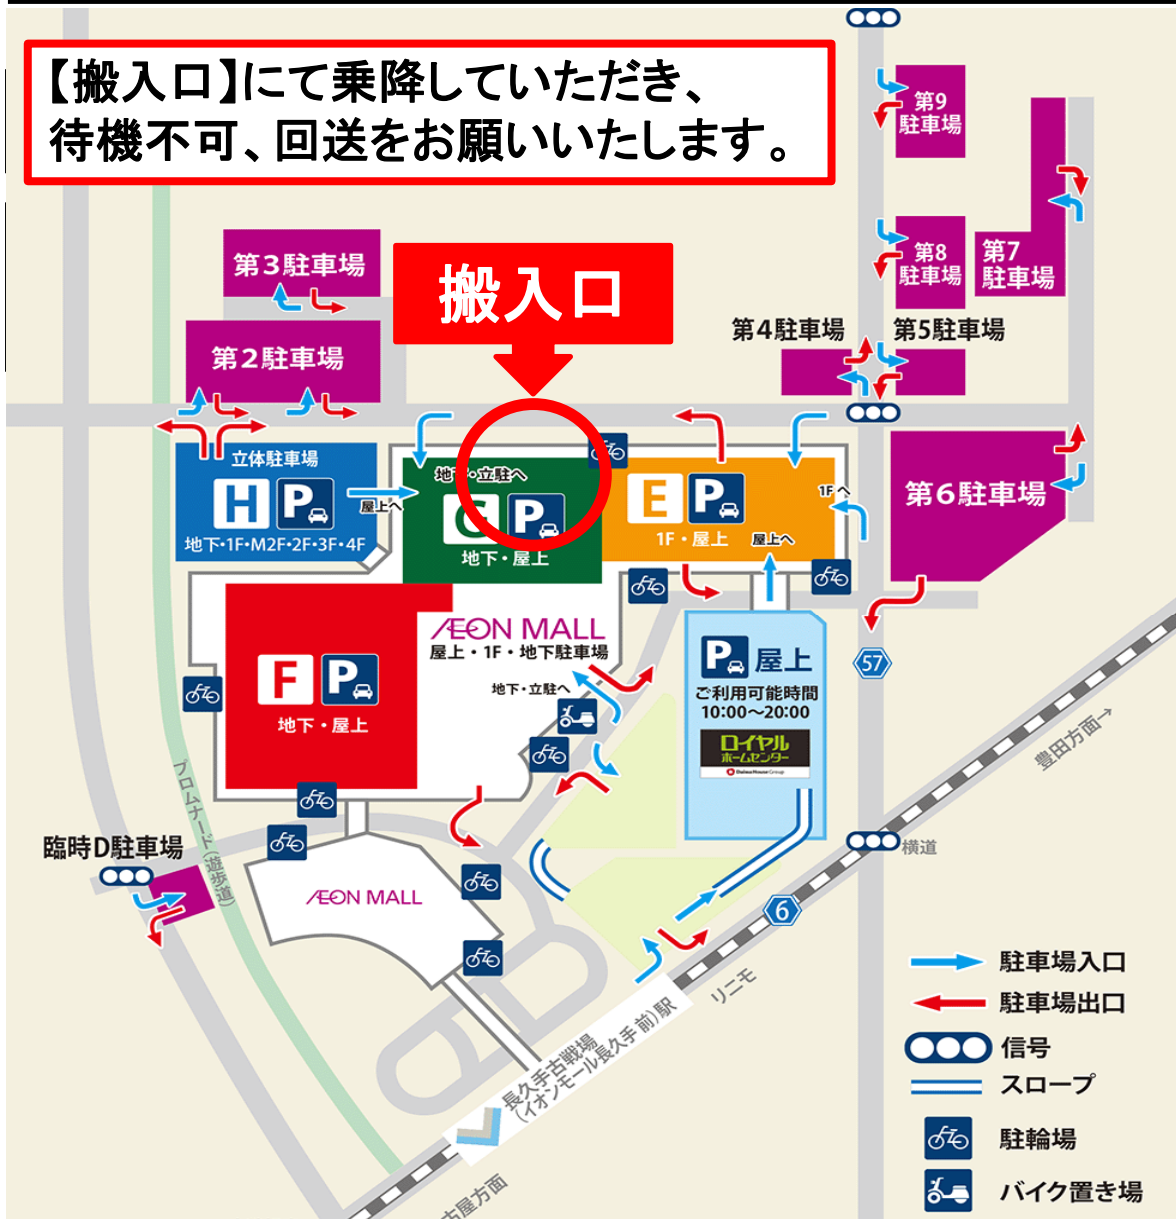 【搬入口】にて乗降していただき、
待機不可、回送をお願いいたします。
第9
駐車場
第8
駐車場
第7
駐車場
第3駐車場
搬入口
第2駐車場
第4駐車場
第5駐車場
立体駐車場
H P
地下・1F・M2F・2F・3F・4F
屋上へ
地下・立駐へ
C P
地下・屋上
E P
1F・屋上
屋上へ
1Fへ
第6駐車場
ÆON MALL
屋上・1F・地下駐車場
地下・立駐へ
F P
地下・屋上
P 屋上
ご利用可能時間
10:00〜20:00
ロイヤル
ホームセンター
DaiwaHouse Group
57
豊田方面→
プロムナード(遊歩道)
臨時D駐車場
ÆON MALL
横道
6
リニモ
長久手古戦場
(イオンモール長久手前)駅
古屋方面
駐車場入口
駐車場出口
信号
スロープ
駐輪場
バイク置き場